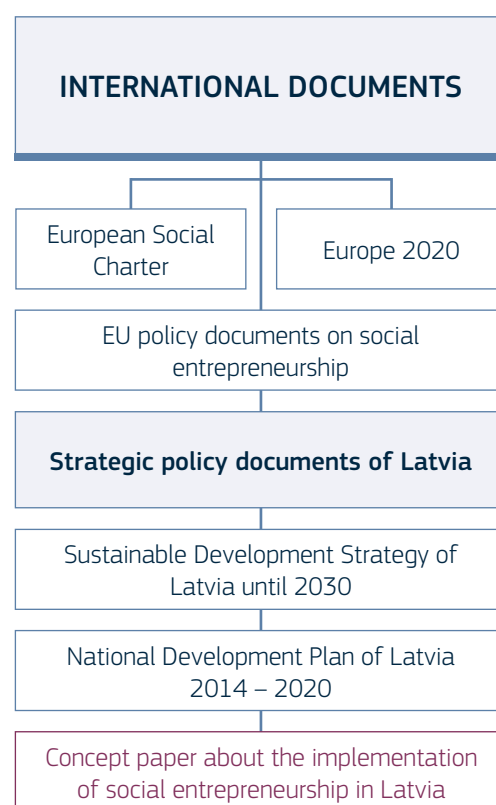 INTERNATIONAL DOCUMENTS
European Social
Charter
Europe 2020
EU policy documents on social
entrepreneurship
Strategic policy documents of Latvia
Sustainable Development Strategy of
Latvia until 2030
National Development Plan of Latvia
2014 – 2020
Concept paper about the implementation
of social entrepreneurship in Latvia